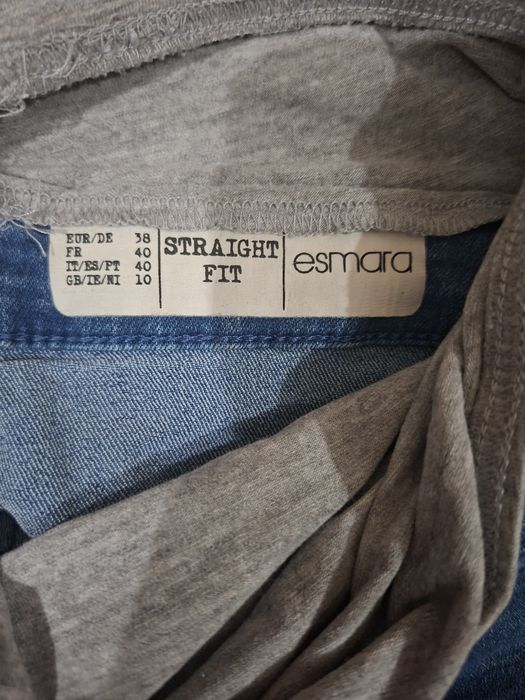 EUR/DE 38
FR 40
IT/ES/PT 40
GB/IE/NI 10
STRAIGHT
FIT
esmara